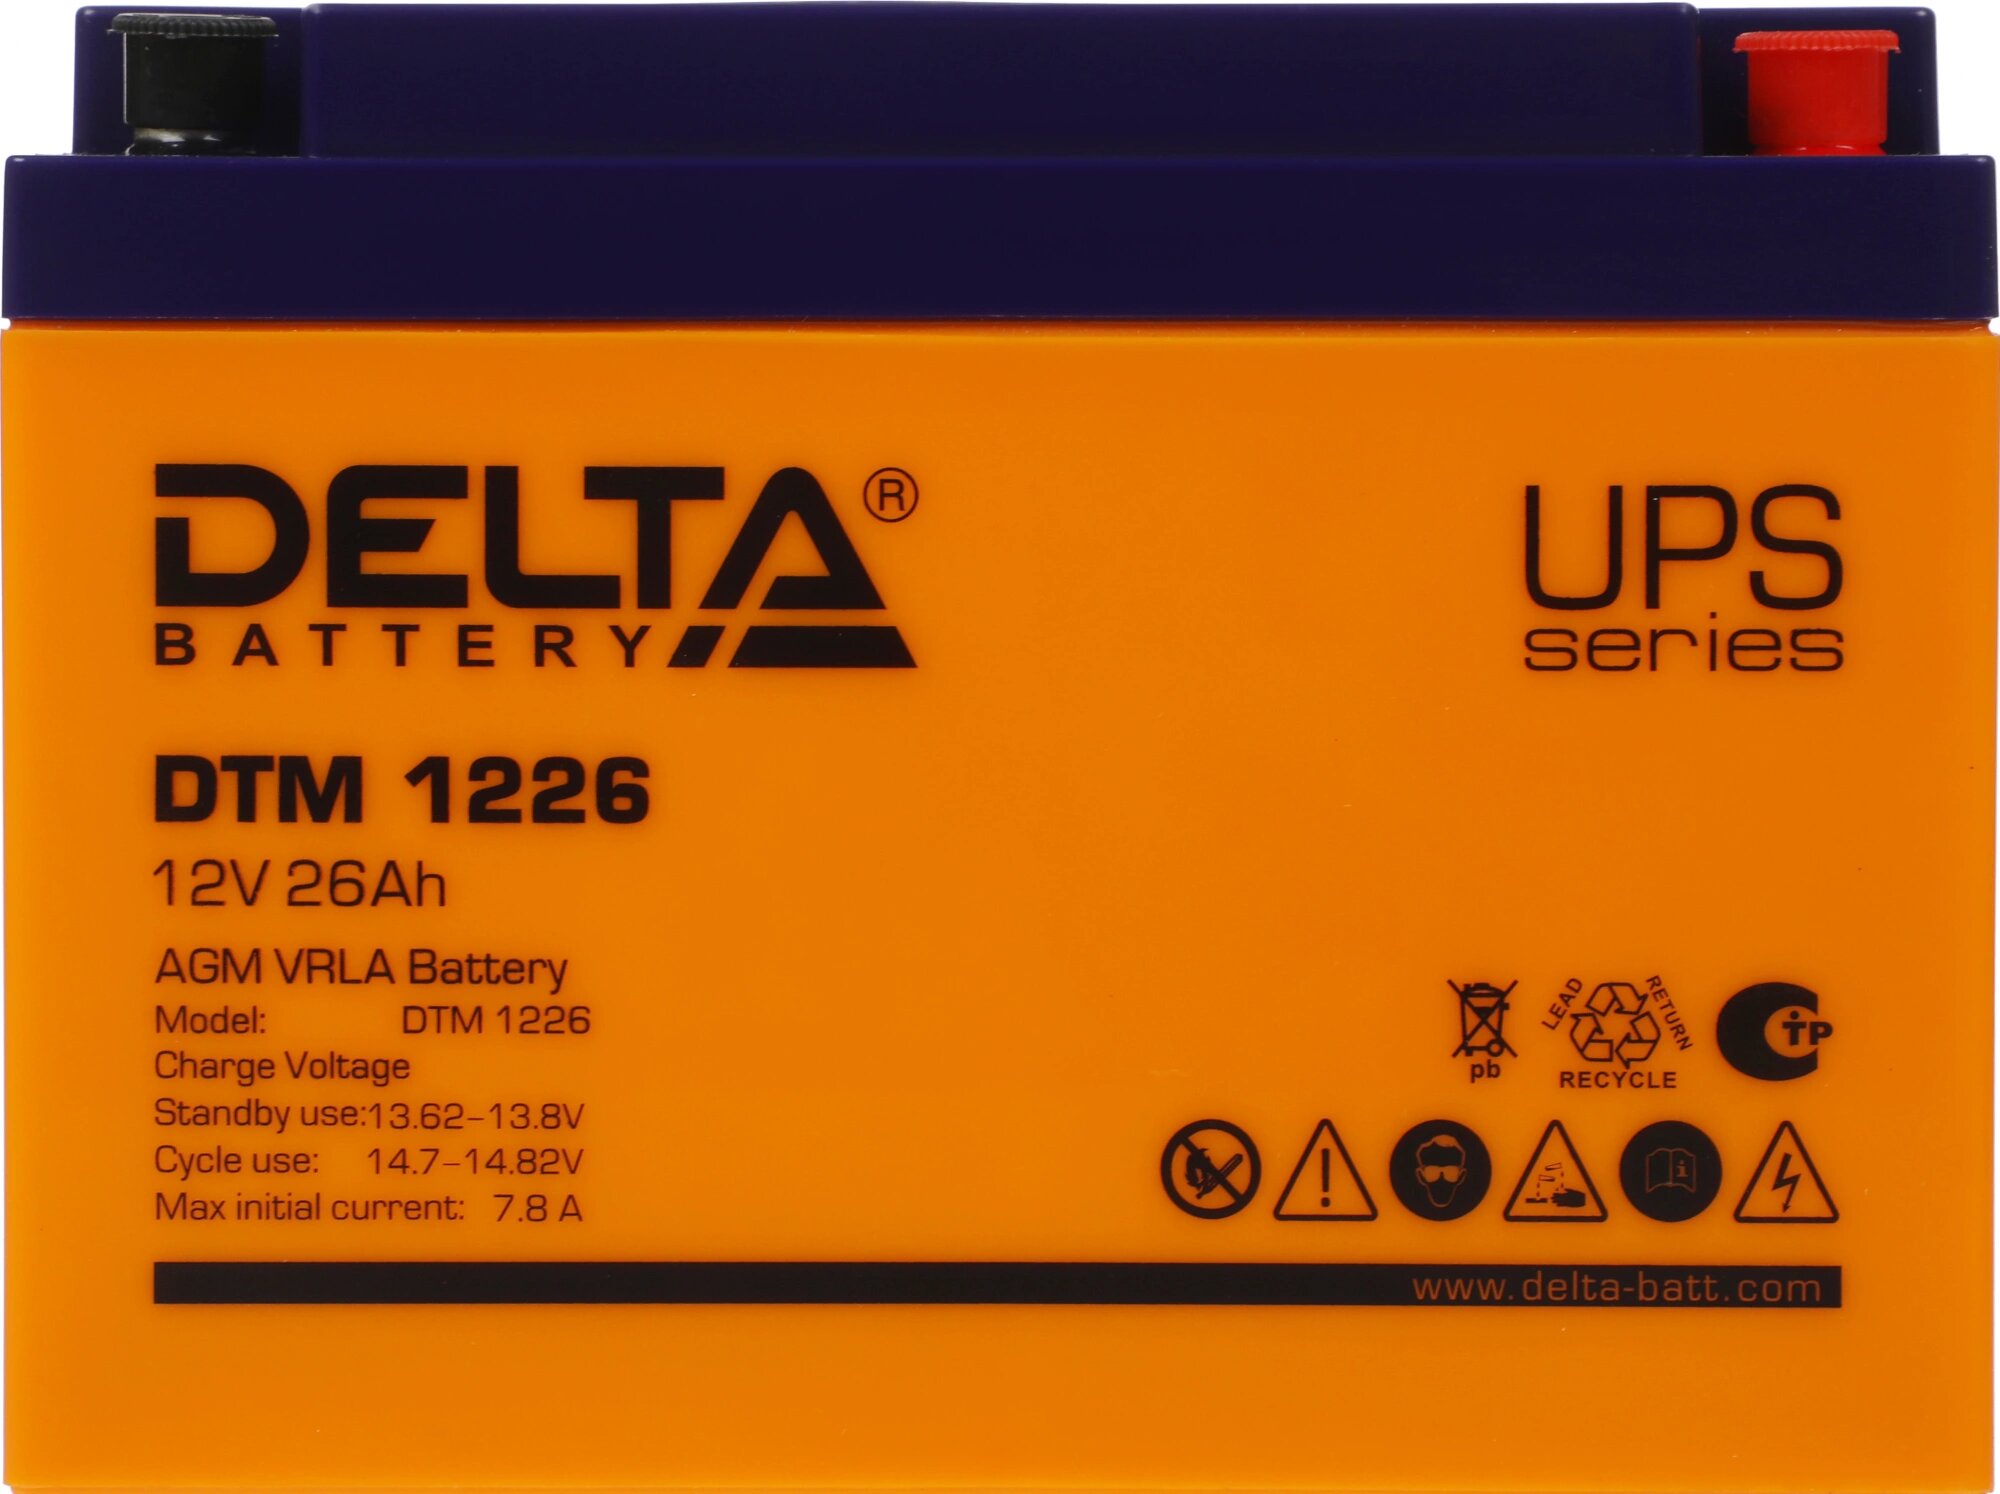 DELTA®
BATTERY
UPS
series
DTM 1226
12V 26Ah
AGM VRLA Battery
Model: DTM 1226
Charge Voltage
Standby use:13.62-13.8V
Cycle use: 14.7-14.82V
Max initial current: 7.8 A
pb
LEAD RETURN
RECYCLE
СТР
www.delta-batt.com